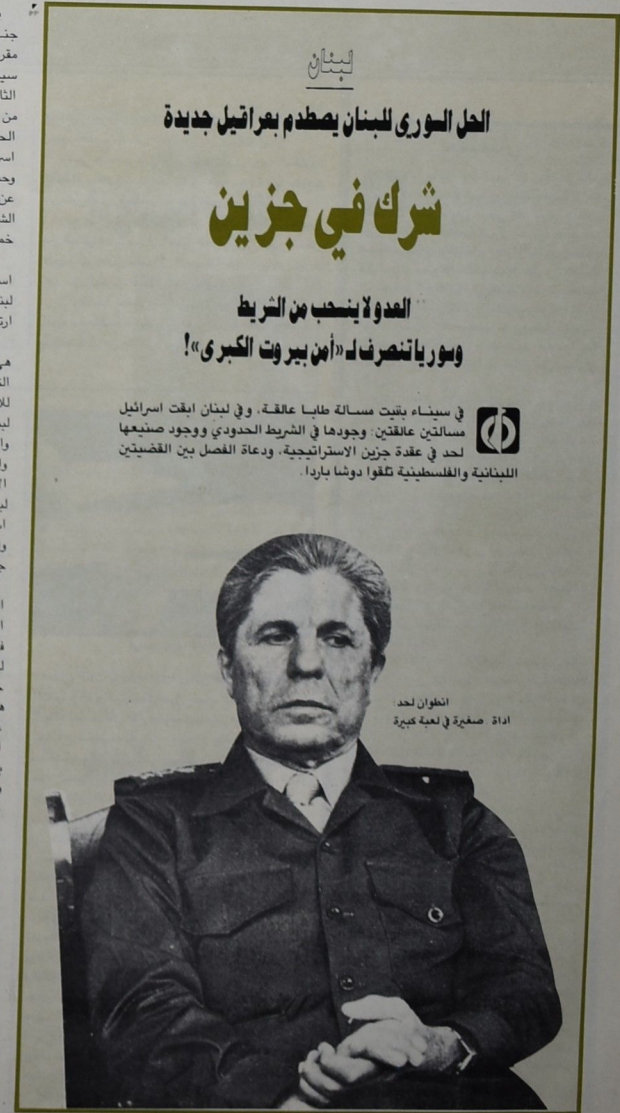 لبنان
الحل السوري للبنان يصطدم بعراقيل جديدة
شرك في جزين
العدو لا ينسحب من الشريط
وسوريا تنصرف لـ «أمن بيروت الكبرى»!
في سيناء بقيت مسالة طابا عالقة، وفي لبنان ابقت اسرائيل
مسالتين عالقتين: وجودها في الشريط الحدودي ووجود صنيعها
لحد في عقدة جزين الاستراتيجية، ودعاة الفصل بين القضيتين
اللبنانية والفلسطينية تلقوا دوشا باردا.
انطوان لحد:
اداة صغيرة في لعبة كبيرة